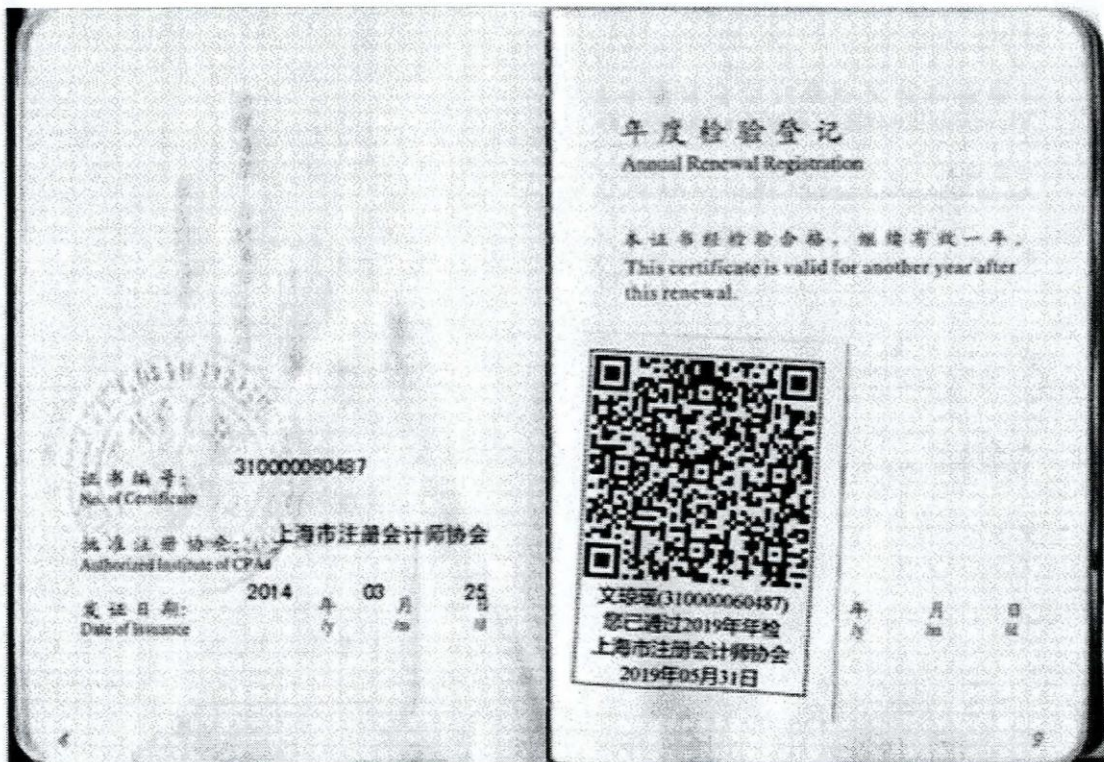 证书编号:
No. of Certificate
310000060487
批准注册协会:
Authorized Institute of CPAs
上海市注册会计师协会
发证日期:
Date of Issuance
2014 年 03 月 25 日
/y /m /d
4
年度检验登记
Annual Renewal Registration
本证书经检验合格，继续有效一年。
This certificate is valid for another year after
this renewal.
文琼瑶(310000060487)
您已通过2019年年检
上海市注册会计师协会
2019年05月31日
年 月 日
/y /m /d
9